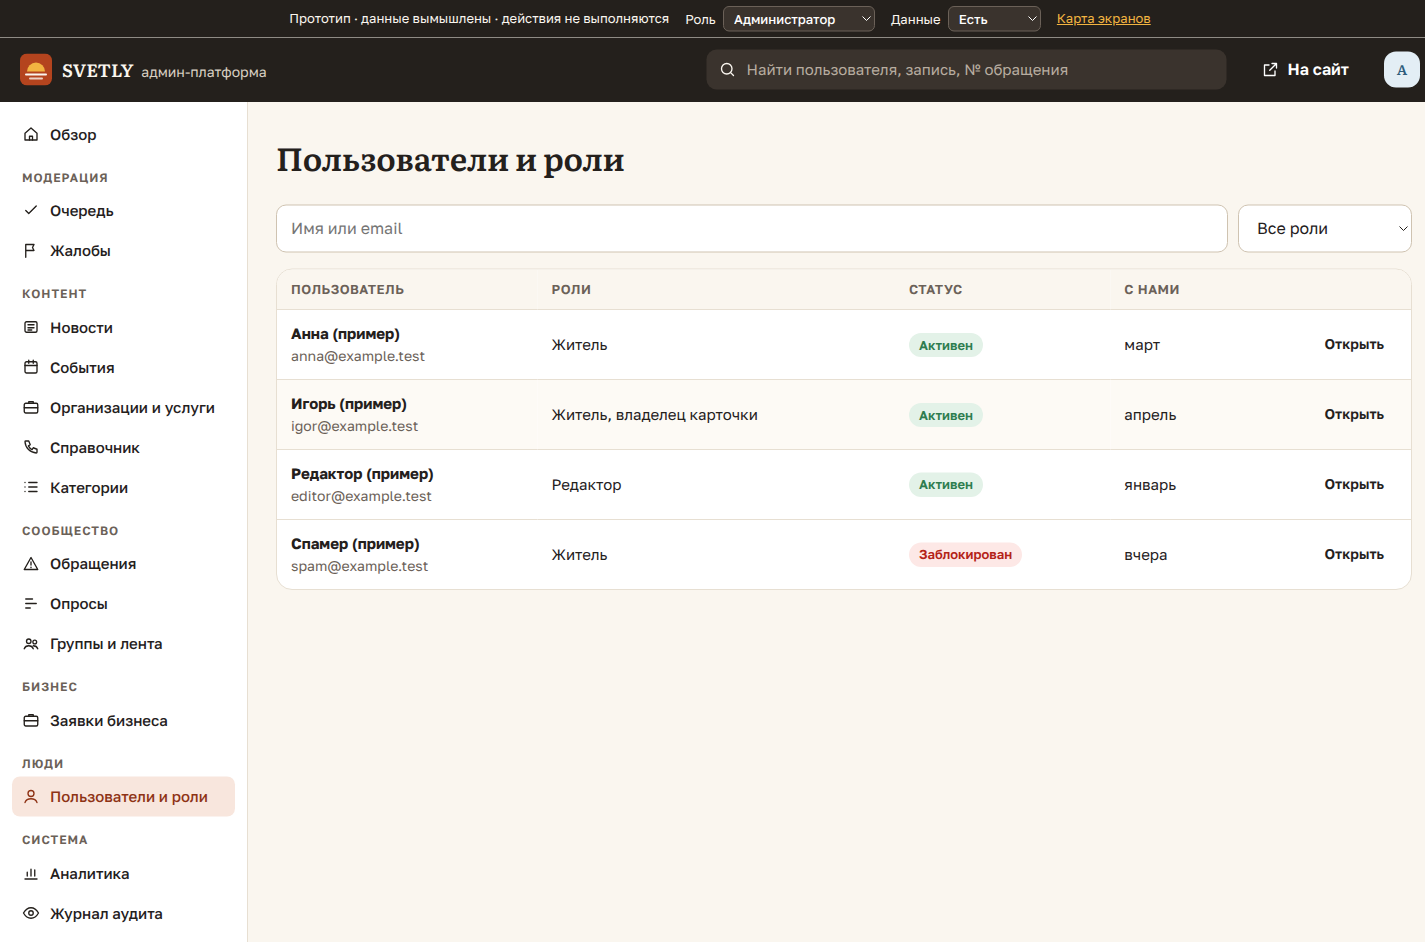 Прототип · данные вымышлены · действия не выполняются Роль Администратор Данные Есть Карта экранов
SVETLY админ-платформа Найти пользователя, запись, № обращения На сайт А
Обзор
МОДЕРАЦИЯ
Очередь
Жалобы
КОНТЕНТ
Новости
События
Организации и услуги
Справочник
Категории
СООБЩЕСТВО
Обращения
Опросы
Группы и лента
БИЗНЕС
Заявки бизнеса
ЛЮДИ
Пользователи и роли
СИСТЕМА
Аналитика
Журнал аудита
Пользователи и роли
Имя или email Все роли
ПОЛЬЗОВАТЕЛЬ РОЛИ СТАТУС С НАМИ
Анна (пример)
anna@example.test Житель Активен март Открыть
Игорь (пример)
igor@example.test Житель, владелец карточки Активен апрель Открыть
Редактор (пример)
editor@example.test Редактор Активен январь Открыть
Спамер (пример)
spam@example.test Житель Заблокирован вчера Открыть